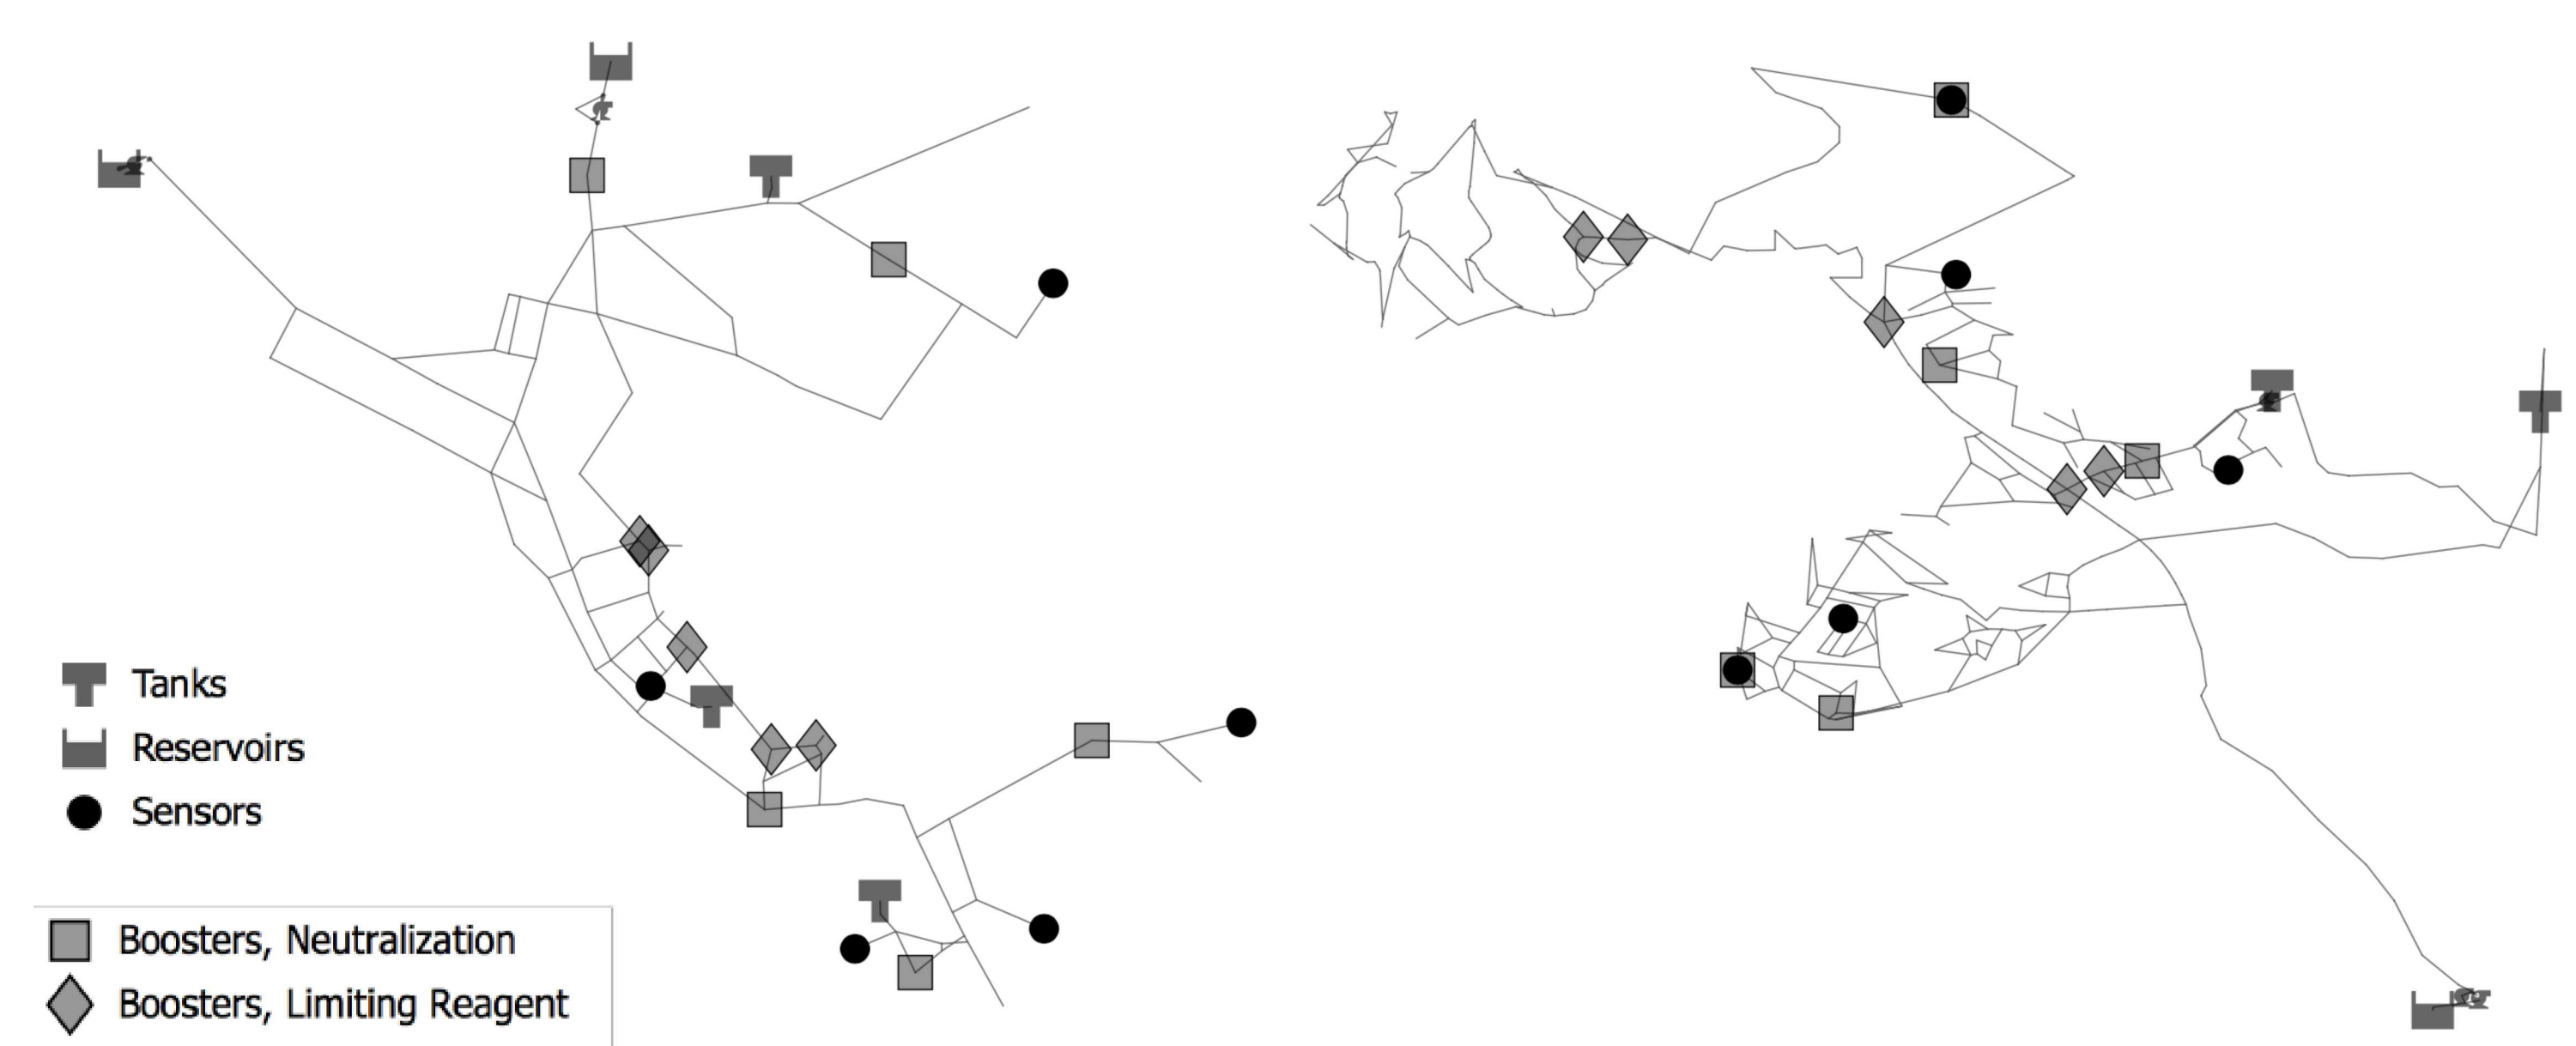 Tanks
Reservoirs
Sensors
Boosters, Neutralization
Boosters, Limiting Reagent